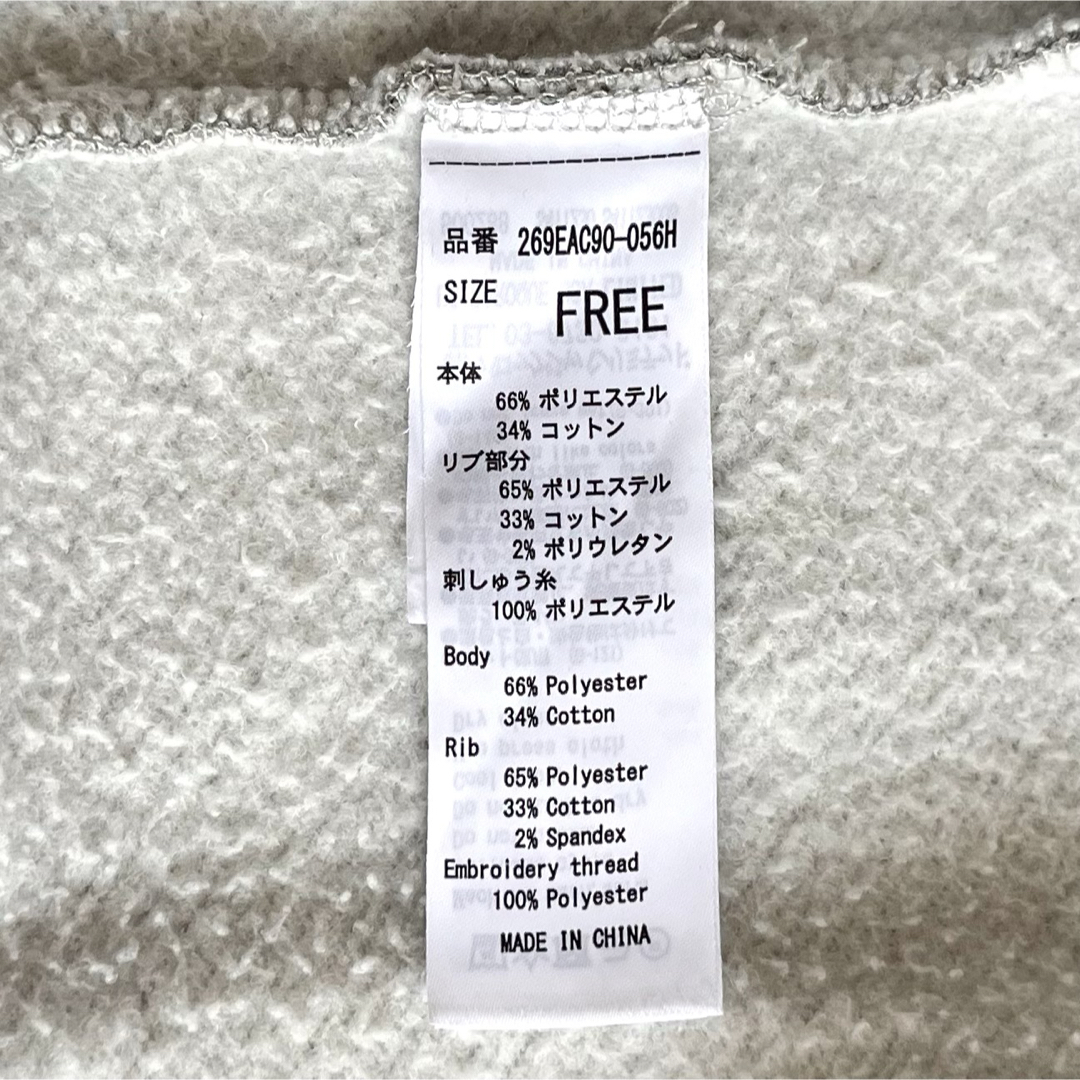 品番 269EAC90-056H
SIZE FREE
本体
66% ポリエステル
34% コットン
リブ部分
65% ポリエステル
33% コットン
2% ポリウレタン
刺しゅう糸
100% ポリエステル
Body
66% Polyester
34% Cotton
Rib
65% Polyester
33% Cotton
2% Spandex
Embroidery thread
100% Polyester
MADE IN CHINA